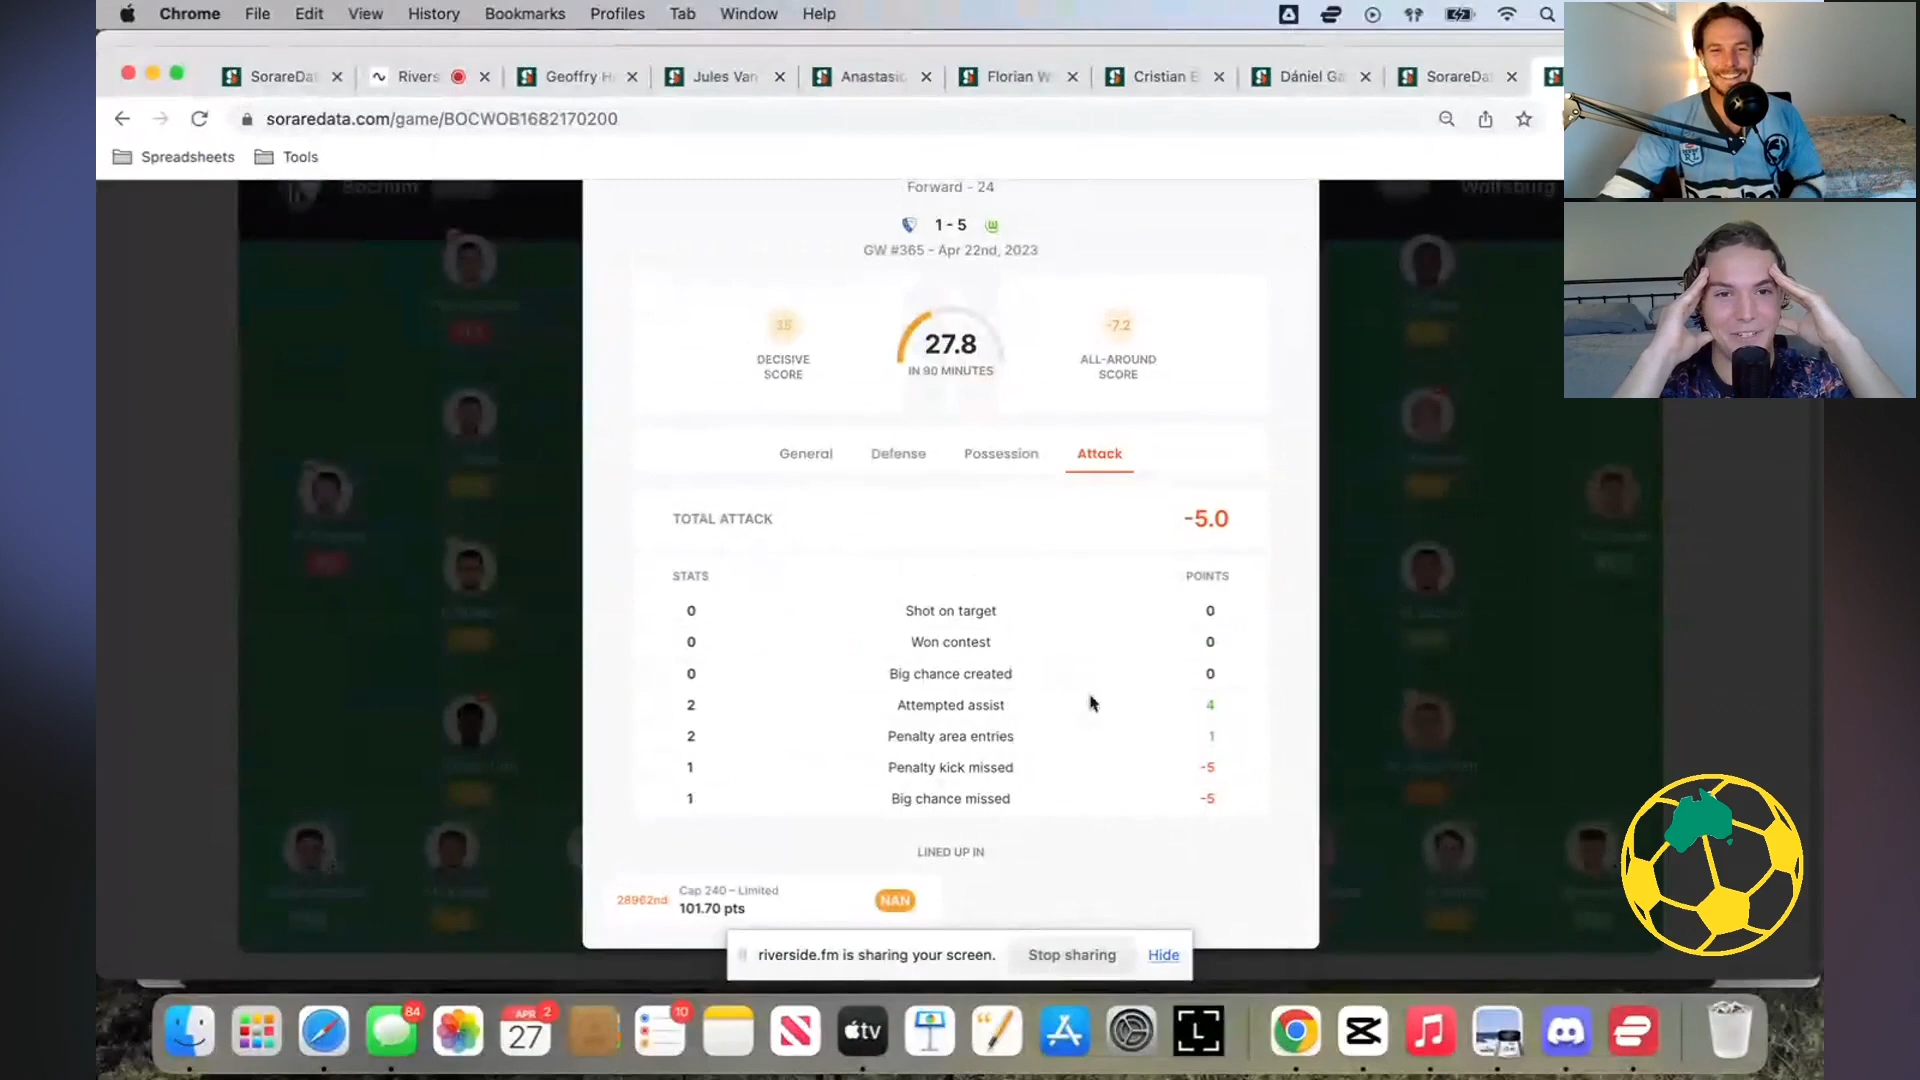 Chrome File Edit View History Bookmarks Profiles Tab Window Help
SorareDa Rivers Geoffry H Jules Van Anastasio Florian W Cristian E Dániel Ga SorareDa
soraredata.com/game/BOCWOB1682170200
Spreadsheets Tools
Bochum Wolfsburg
Forward - 24
1 - 5
GW #365 - Apr 22nd, 2023
35 27.8 -7.2
DECISIVE SCORE IN 90 MINUTES ALL-AROUND SCORE
General Defense Possession Attack
TOTAL ATTACK -5.0
STATS POINTS
0 Shot on target 0
0 Won contest 0
0 Big chance created 0
2 Attempted assist 4
2 Penalty area entries 1
1 Penalty kick missed -5
1 Big chance missed -5
LINED UP IN
28962nd Cap 240 – Limited NAN
101.70 pts
riverside.fm is sharing your screen. Stop sharing Hide
84 APR 2 27 10 tv L